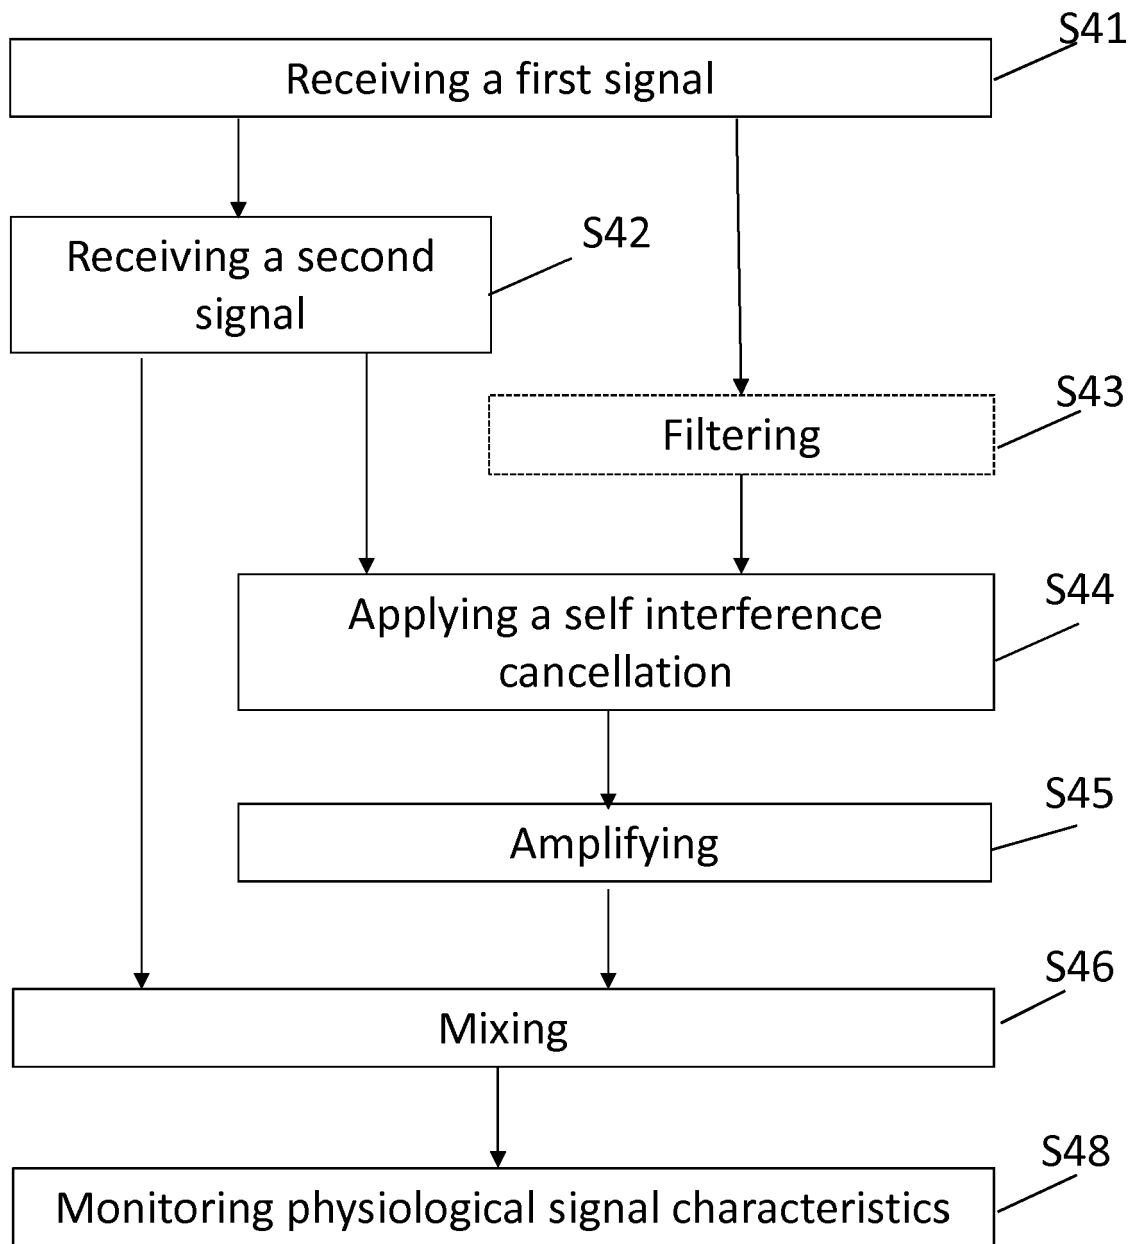 S41
Receiving a first signal
S42
Receiving a second
signal
S43
Filtering
S44
Applying a self interference
cancellation
S45
Amplifying
S46
Mixing
S48
Monitoring physiological signal characteristics